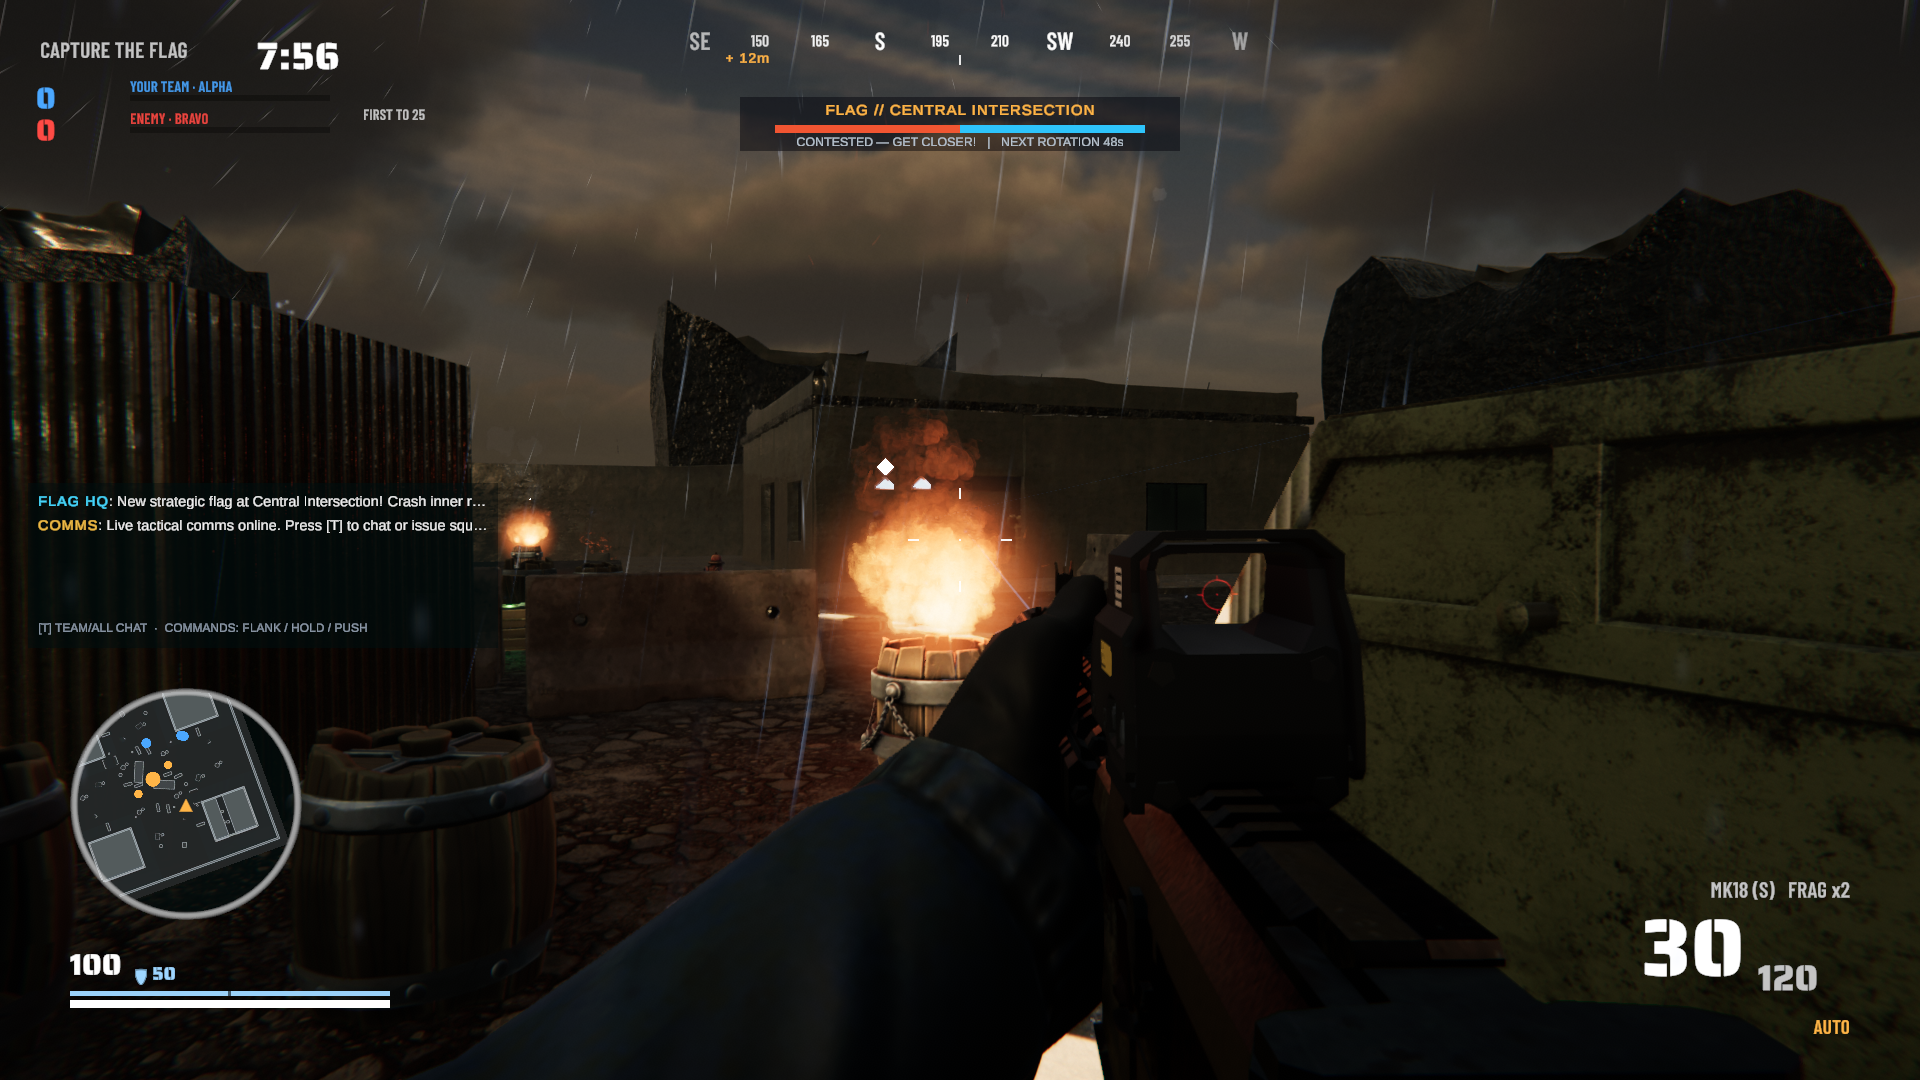 CAPTURE THE FLAG
7:56
0 YOUR TEAM · ALPHA
0 ENEMY · BRAVO
FIRST TO 25
SE 150 165 S 195 210 SW 240 255 W
+ 12m
FLAG // CENTRAL INTERSECTION
CONTESTED — GET CLOSER! | NEXT ROTATION 48s
FLAG HQ: New strategic flag at Central Intersection! Crash inner r...
COMMS: Live tactical comms online. Press [T] to chat or issue squ...
[T] TEAM/ALL CHAT · COMMANDS: FLANK / HOLD / PUSH
100 50
MK18 (S) FRAG x2
30 120
AUTO